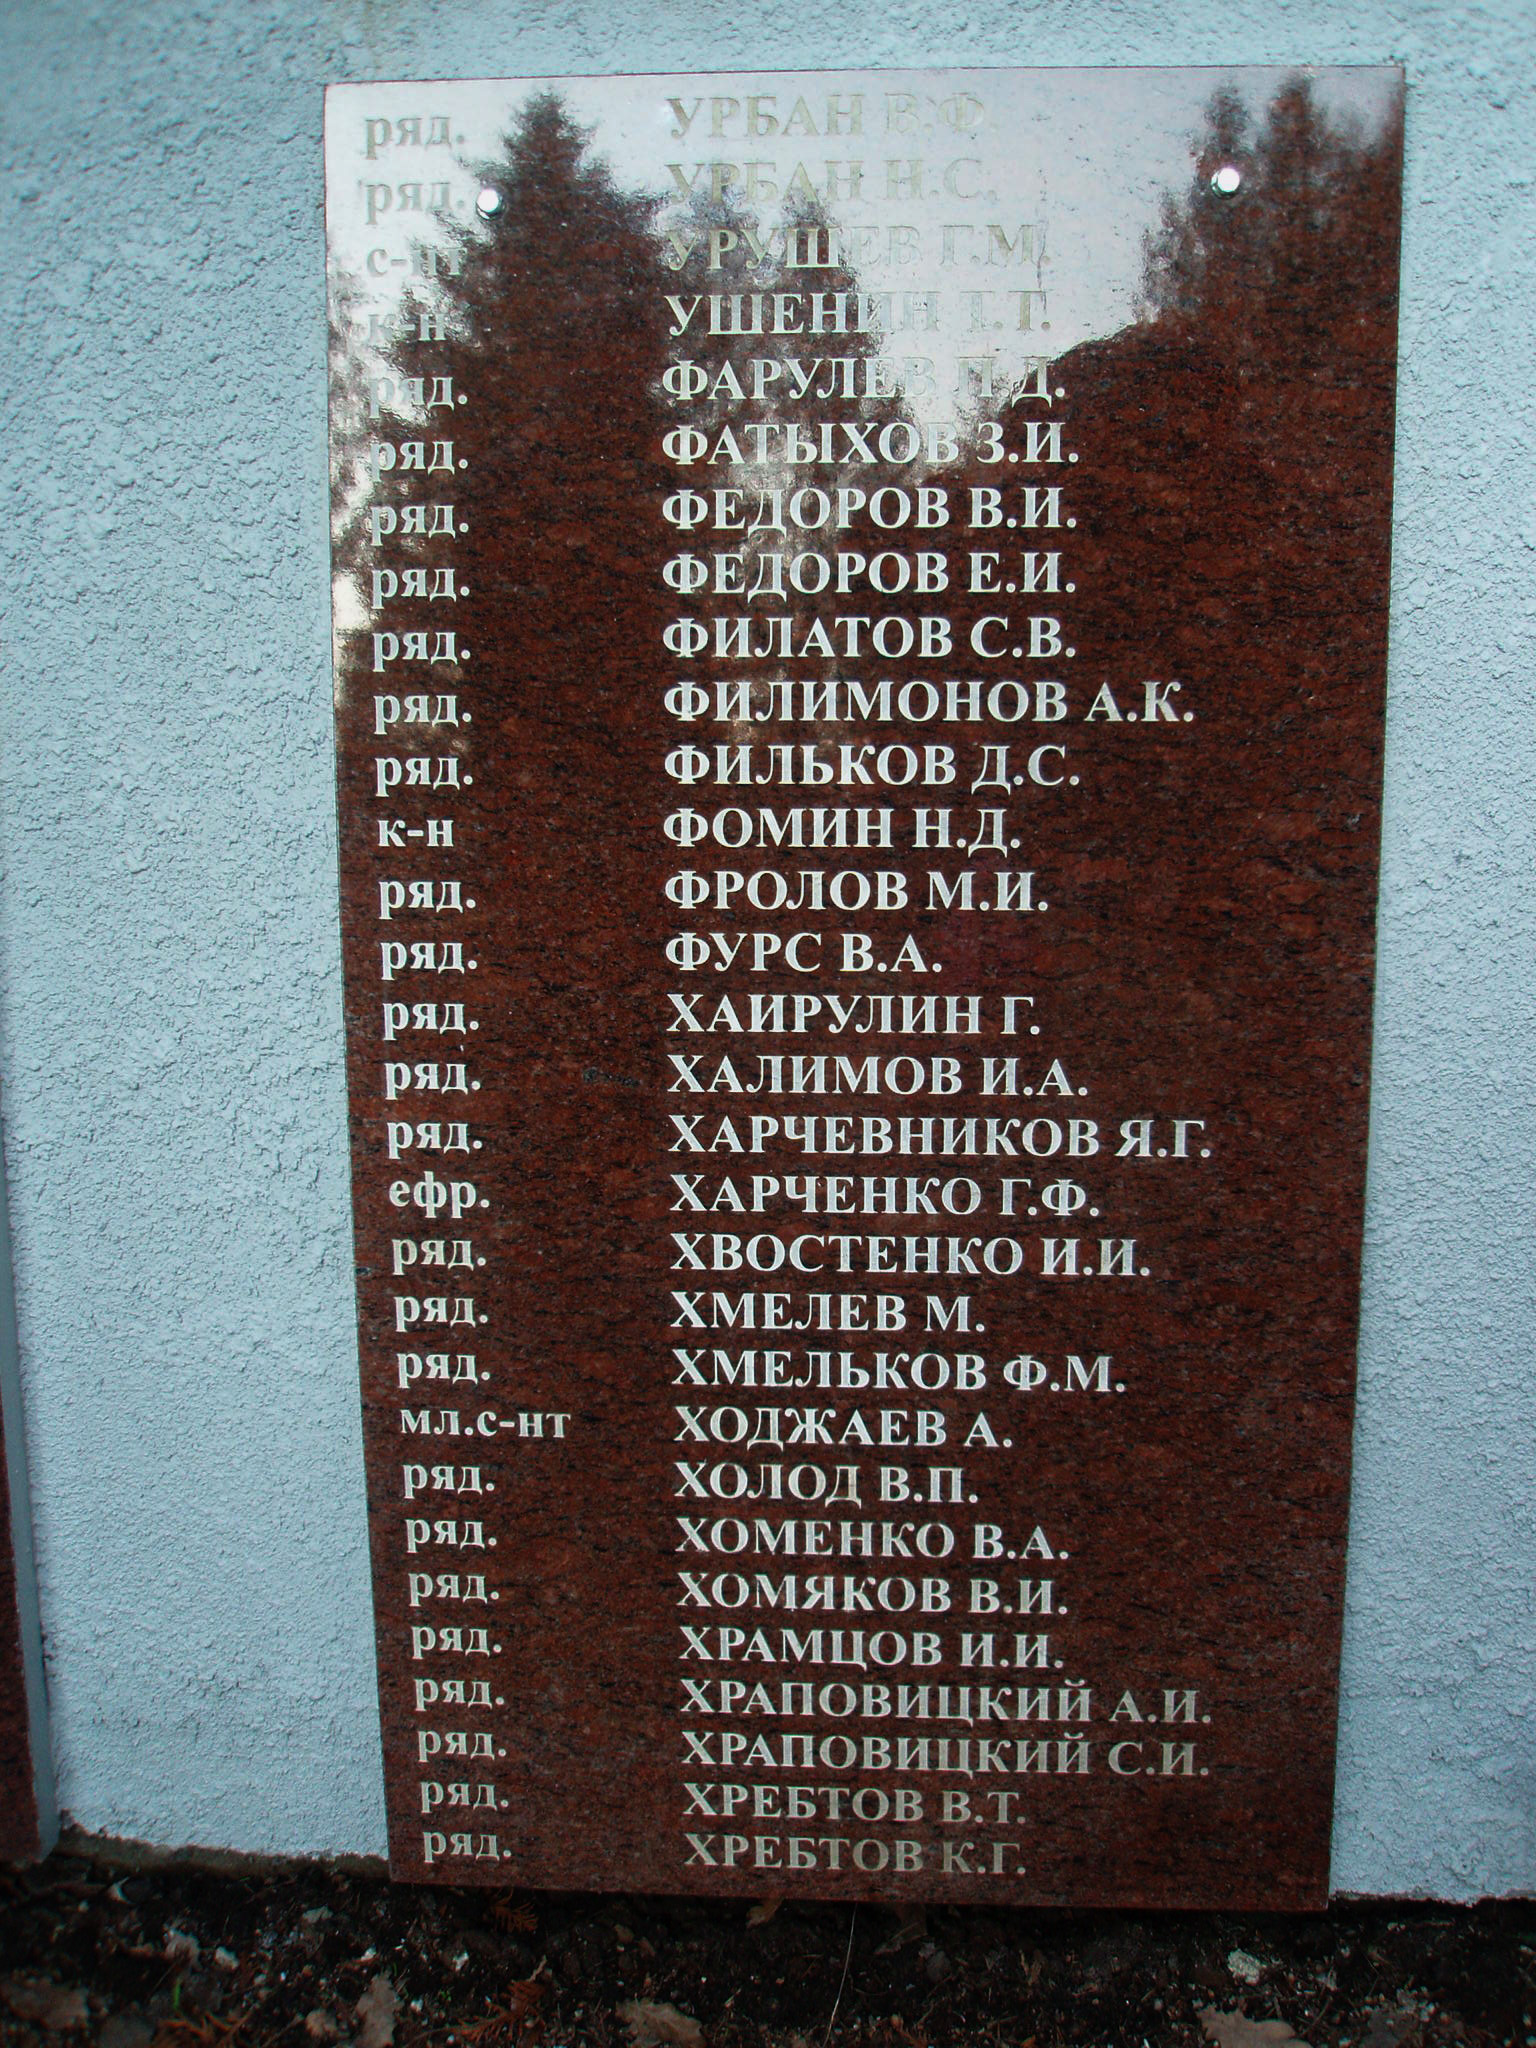 ряд. УРБАН В.Ф.
ряд. УРБАН Н.С.
с-нт УРУШЕВ Г.М.
к-н УШЕНИН Т.Т.
ряд. ФАРУЛЕВ П.Д.
ряд. ФАТЫХОВ З.И.
ряд. ФЕДОРОВ В.И.
ряд. ФЕДОРОВ Е.И.
ряд. ФИЛАТОВ С.В.
ряд. ФИЛИМОНОВ А.К.
ряд. ФИЛЬКОВ Д.С.
к-н ФОМИН Н.Д.
ряд. ФРОЛОВ М.И.
ряд. ФУРС В.А.
ряд. ХАИРУЛИН Г.
ряд. ХАЛИМОВ И.А.
ряд. ХАРЧЕВНИКОВ Я.Г.
ефр. ХАРЧЕНКО Г.Ф.
ряд. ХВОСТЕНКО И.И.
ряд. ХМЕЛЕВ М.
ряд. ХМЕЛЬКОВ Ф.М.
мл.с-нт ХОДЖАЕВ А.
ряд. ХОЛОД В.П.
ряд. ХОМЕНКО В.А.
ряд. ХОМЯКОВ В.И.
ряд. ХРАМЦОВ И.И.
ряд. ХРАПОВИЦКИЙ А.И.
ряд. ХРАПОВИЦКИЙ С.И.
ряд. ХРЕБТОВ В.Т.
ряд. ХРЕБТОВ К.Г.